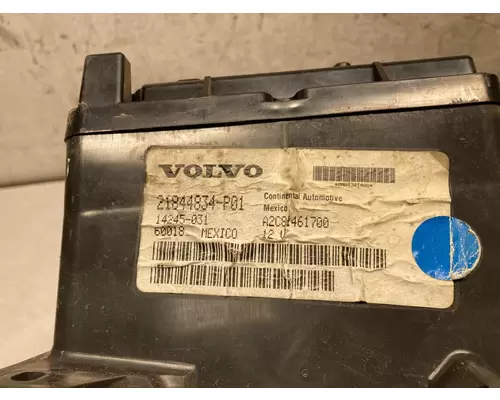 VOLVO
21844834-P01
14245-031
60018 MEXICO
Continental Automotive
Mexico
A2C81461700
12 V